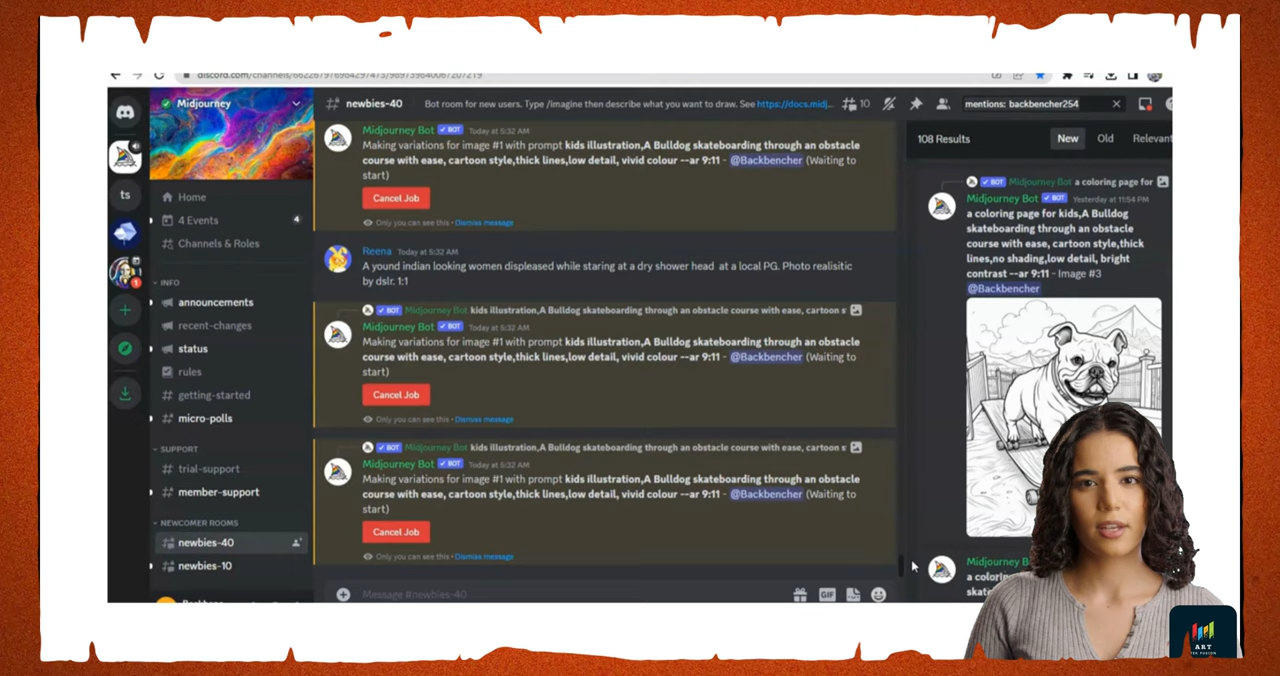 discord.com/channels/662267976984297473/989739840067207219
Midjourney
newbies-40
Bot room for new users. Type /imagine then describe what you want to draw. See https://docs.midj...
10
mentions: backbencher254
Home
4 Events
4
Channels & Roles
INFO
announcements
recent-changes
status
rules
getting-started
micro-polls
SUPPORT
trial-support
member-support
NEWCOMER ROOMS
newbies-40
newbies-10
ts
1
Midjourney Bot BOT Today at 5:32 AM
Making variations for image #1 with prompt kids illustration,A Bulldog skateboarding through an obstacle
course with ease, cartoon style,thick lines,low detail, vivid colour --ar 9:11 - @Backbencher (Waiting to
start)
Cancel Job
Only you can see this • Dismiss message
Reena Today at 5:32 AM
A yound indian looking women displeased while staring at a dry shower head at a local PG. Photo realisitic
by dslr. 1:1
BOT Midjourney Bot kids illustration,A Bulldog skateboarding through an obstacle course with ease, cartoon s
Midjourney Bot BOT Today at 5:32 AM
Making variations for image #1 with prompt kids illustration,A Bulldog skateboarding through an obstacle
course with ease, cartoon style,thick lines,low detail, vivid colour --ar 9:11 - @Backbencher (Waiting to
start)
Cancel Job
Only you can see this • Dismiss message
BOT Midjourney Bot kids illustration,A Bulldog skateboarding through an obstacle course with ease, cartoon s
Midjourney Bot BOT Today at 5:32 AM
Making variations for image #1 with prompt kids illustration,A Bulldog skateboarding through an obstacle
course with ease, cartoon style,thick lines,low detail, vivid colour --ar 9:11 - @Backbencher (Waiting to
start)
Cancel Job
Only you can see this • Dismiss message
Message #newbies-40
GIF
108 Results
New
Old
Relevant
BOT Midjourney Bot a coloring page for
Midjourney Bot BOT Yesterday at 11:54 PM
a coloring page for kids,A Bulldog
skateboarding through an obstacle
course with ease, cartoon style,thick
lines,no shading,low detail, bright
contrast --ar 9:11 - Image #3
@Backbencher
Midjourney B
a colorin
skate
ART